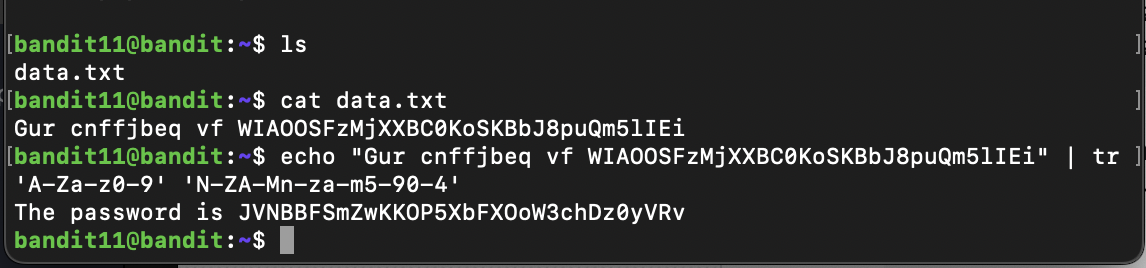 [bandit11@bandit:~$ ls ]
data.txt
[bandit11@bandit:~$ cat data.txt ]
Gur cnffjbeq vf WIAOOSFzMjXXBC0KoSKBbJ8puQm5lIEi
[bandit11@bandit:~$ echo "Gur cnffjbeq vf WIAOOSFzMjXXBC0KoSKBbJ8puQm5lIEi" | tr ]
'A-Za-z0-9' 'N-ZA-Mn-za-m5-90-4'
The password is JVNBBFSmZwKKOP5XbFXOoW3chDz0yVRv
bandit11@bandit:~$